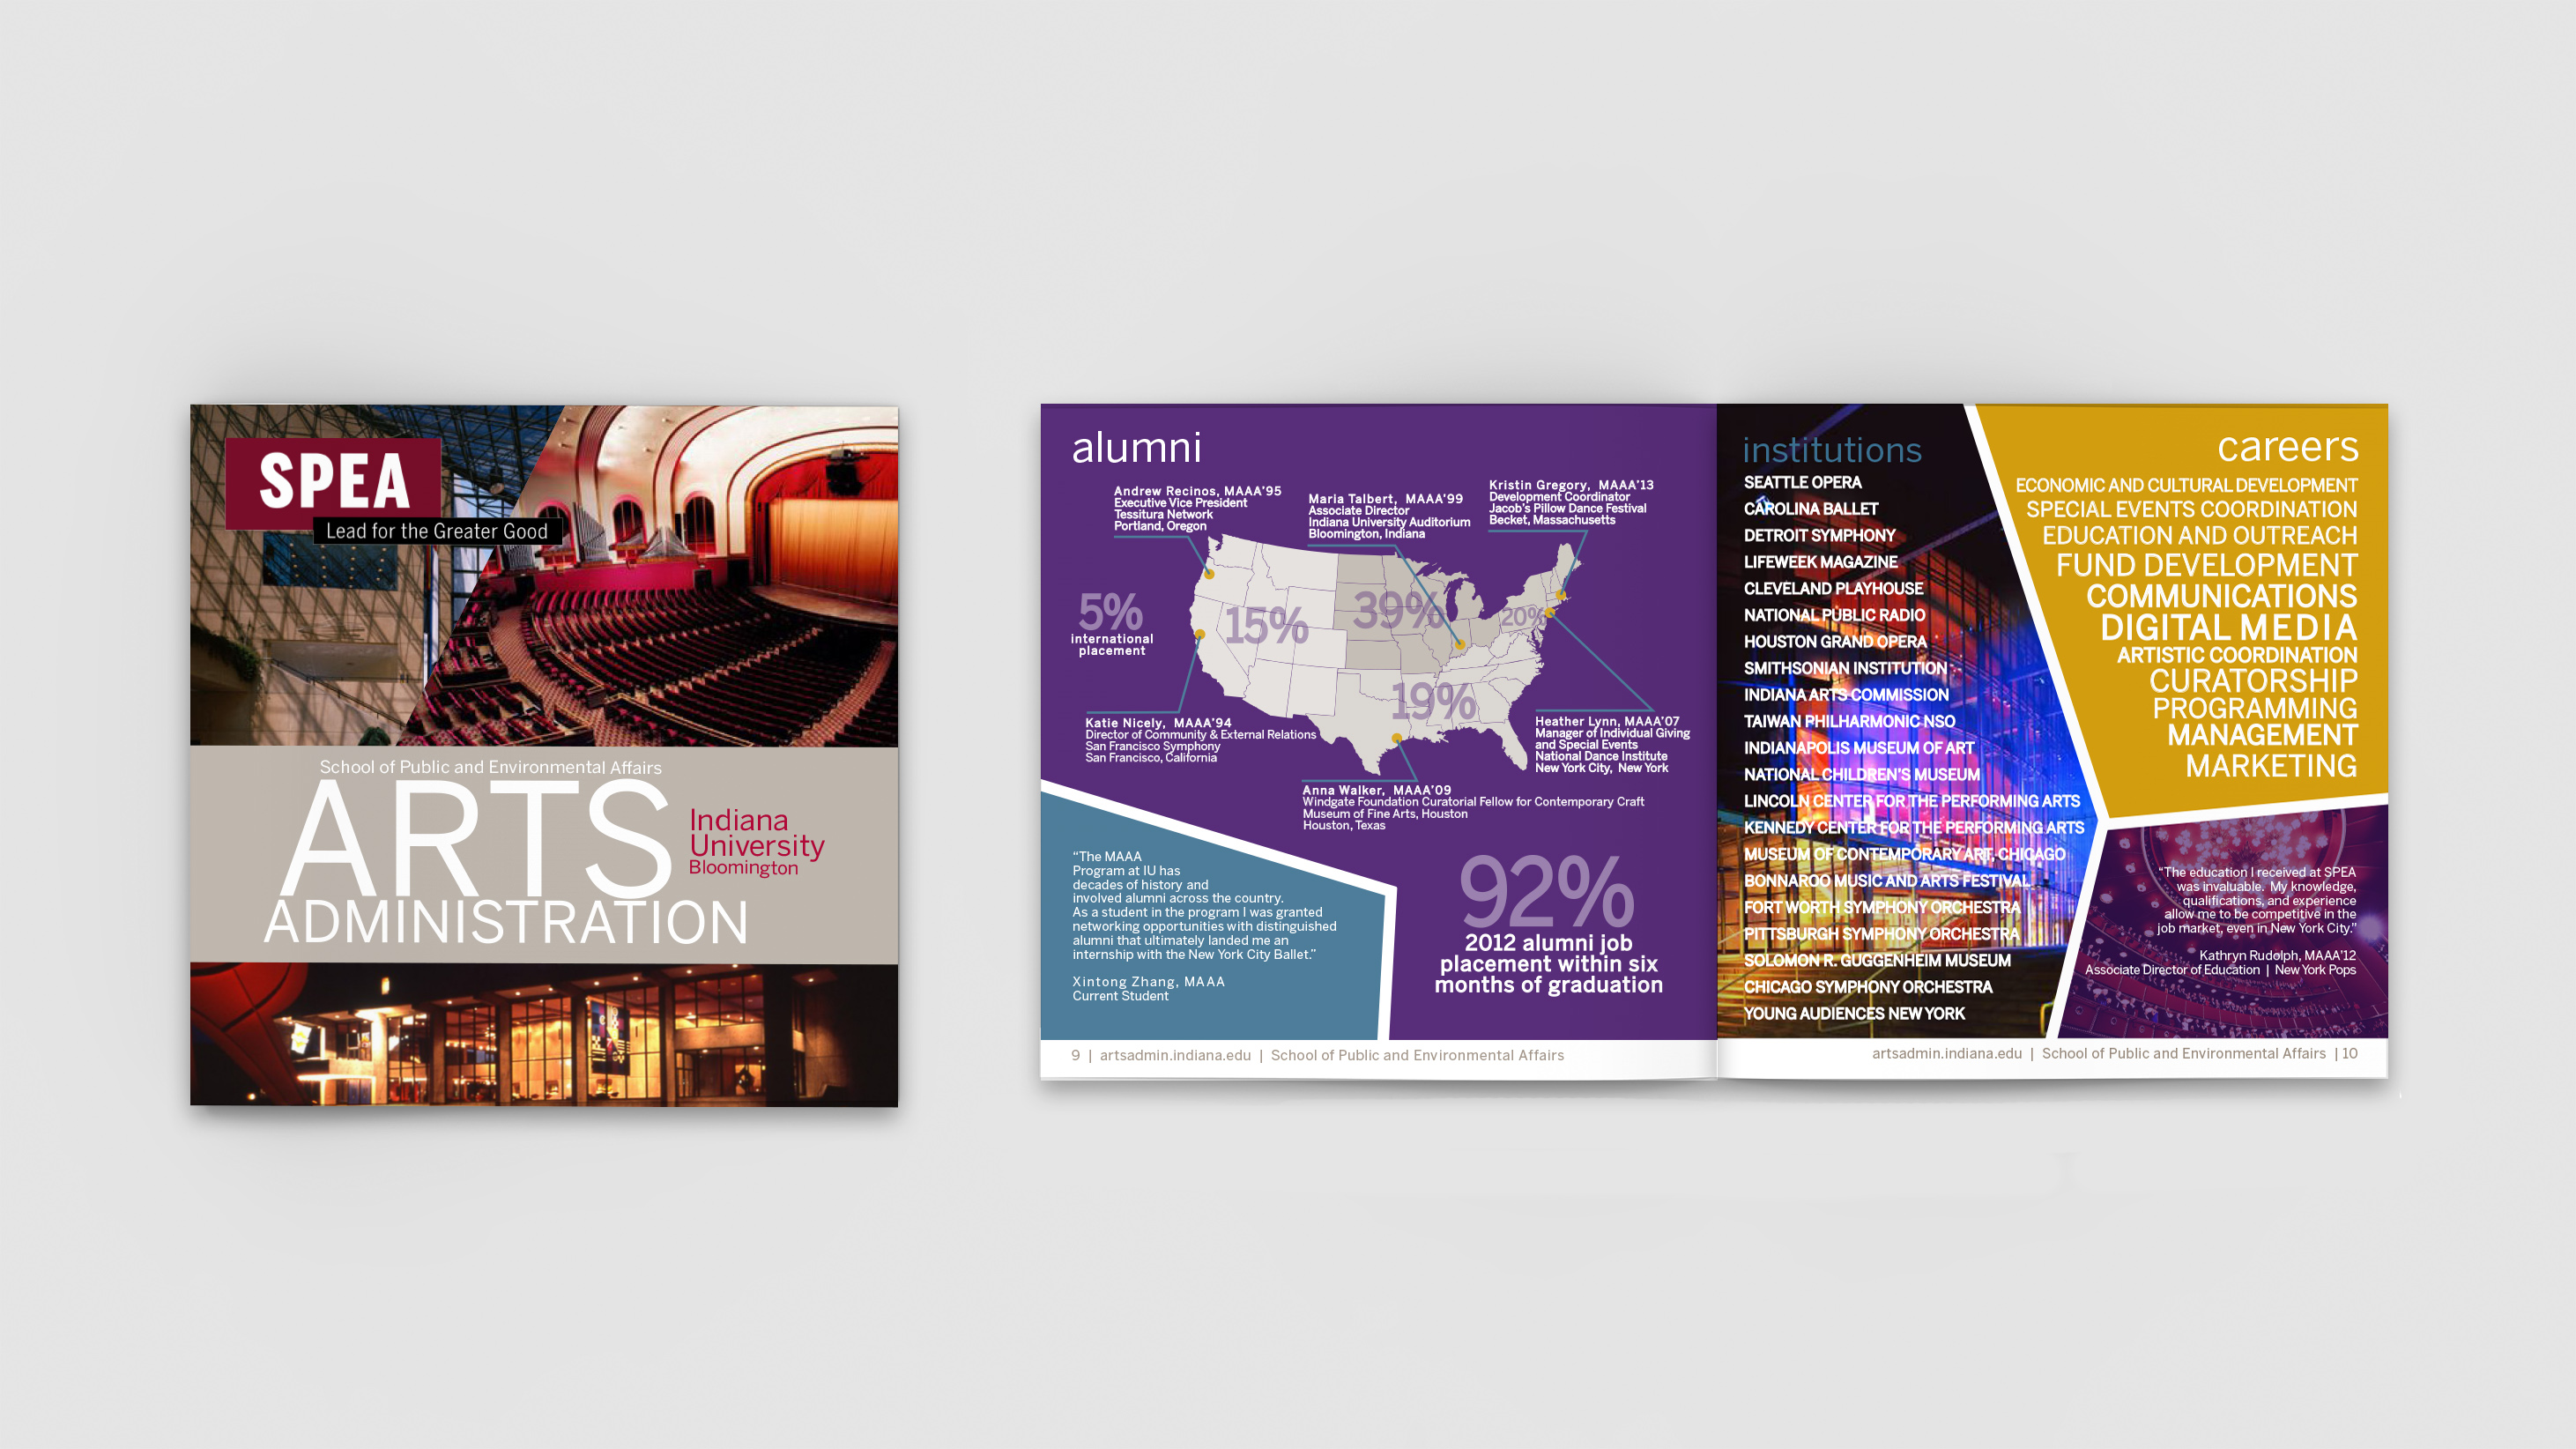 SPEA
Lead for the Greater Good
School of Public and Environmental Affairs
ARTS
ADMINISTRATION
Indiana
University
Bloomington
alumni
Andrew Recinos, MAAA'95
Executive Vice President
Tessitura Network
Portland, Oregon
Maria Talbert, MAAA'99
Associate Director
Indiana University Auditorium
Bloomington, Indiana
Kristin Gregory, MAAA'13
Development Coordinator
Jacob's Pillow Dance Festival
Becket, Massachusetts
5%
international
placement
15%
39%
20%
19%
Katie Nicely, MAAA'94
Director of Community & External Relations
San Francisco Symphony
San Francisco, California
Heather Lynn, MAAA'07
Manager of Individual Giving
and Special Events
National Dance Institute
New York City, New York
Anna Walker, MAAA'09
Windgate Foundation Curatorial Fellow for Contemporary Craft
Museum of Fine Arts, Houston
Houston, Texas
“The MAAA
Program at IU has
decades of history and
involved alumni across the country.
As a student in the program I was granted
networking opportunities with distinguished
alumni that ultimately landed me an
internship with the New York City Ballet.”
Xintong Zhang, MAAA
Current Student
92%
2012 alumni job
placement within six
months of graduation
9 | artsadmin.indiana.edu | School of Public and Environmental Affairs
institutions
SEATTLE OPERA
CAROLINA BALLET
DETROIT SYMPHONY
LIFEWEEK MAGAZINE
CLEVELAND PLAYHOUSE
NATIONAL PUBLIC RADIO
HOUSTON GRAND OPERA
SMITHSONIAN INSTITUTION
INDIANA ARTS COMMISSION
TAIWAN PHILHARMONIC NSO
INDIANAPOLIS MUSEUM OF ART
NATIONAL CHILDREN'S MUSEUM
LINCOLN CENTER FOR THE PERFORMING ARTS
KENNEDY CENTER FOR THE PERFORMING ARTS
MUSEUM OF CONTEMPORARY ART, CHICAGO
BONNAROO MUSIC AND ARTS FESTIVAL
FORT WORTH SYMPHONY ORCHESTRA
PITTSBURGH SYMPHONY ORCHESTRA
SOLOMON R. GUGGENHEIM MUSEUM
CHICAGO SYMPHONY ORCHESTRA
YOUNG AUDIENCES NEW YORK
careers
ECONOMIC AND CULTURAL DEVELOPMENT
SPECIAL EVENTS COORDINATION
EDUCATION AND OUTREACH
FUND DEVELOPMENT
COMMUNICATIONS
DIGITAL MEDIA
ARTISTIC COORDINATION
CURATORSHIP
PROGRAMMING
MANAGEMENT
MARKETING
“The education I received at SPEA
was invaluable. My knowledge,
qualifications, and experience
allow me to be competitive in the
job market, even in New York City.”
Kathryn Rudolph, MAAA'12
Associate Director of Education | New York Pops
artsadmin.indiana.edu | School of Public and Environmental Affairs | 10